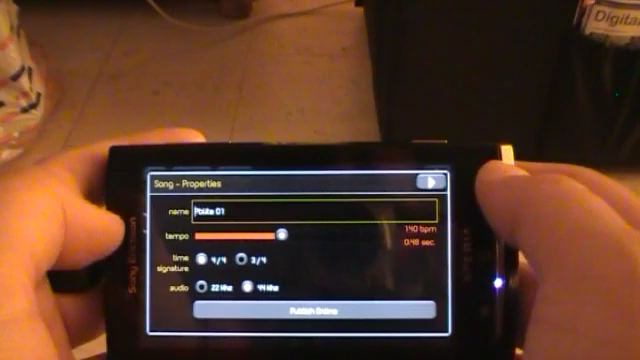 Digital
Song - Properties
name Polite 01
tempo 140 bpm
0.48 sec.
time signature 4/4 3/4
audio 22 Khz 44 Khz
Publish Online
Sony Ericsson